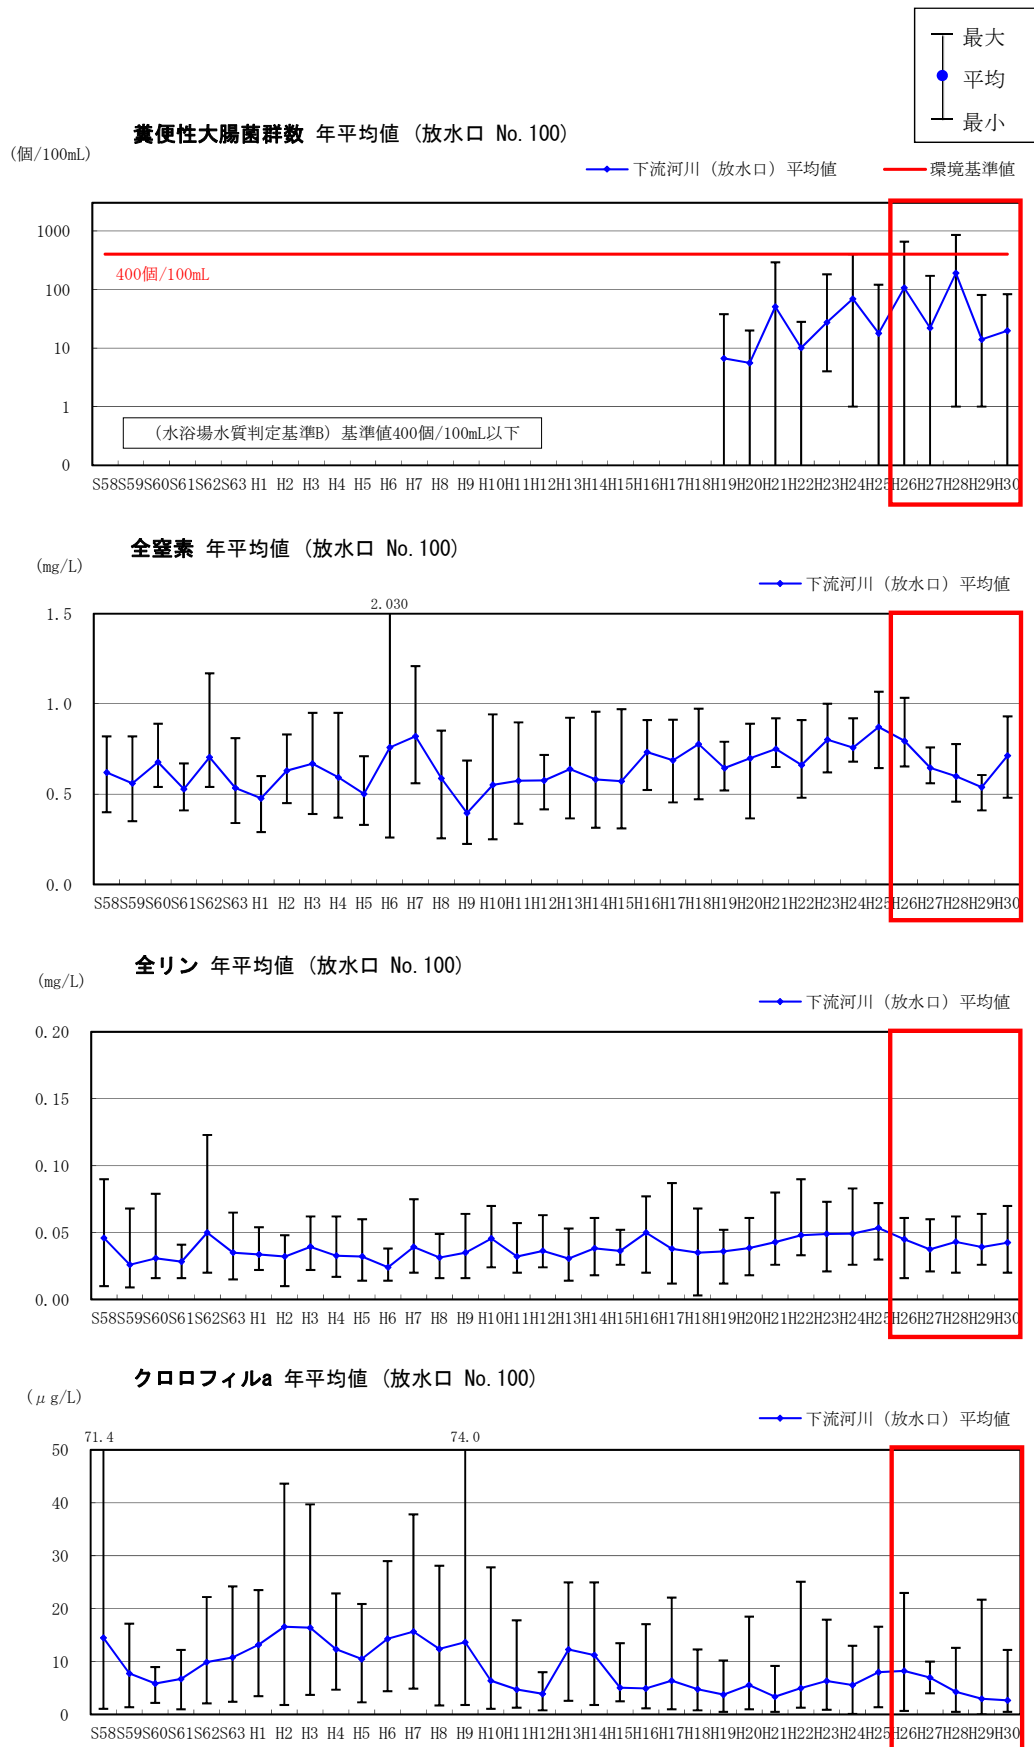 最大
平均
最小
糞便性大腸菌群数 年平均値 (放水口 No.100)
(個/100mL)
下流河川（放水口）平均値 環境基準値
1000
400個/100mL
100
10
1
(水浴場水質判定基準B) 基準値400個/100mL以下
0
S58S59S60S61S62S63 H1 H2 H3 H4 H5 H6 H7 H8 H9 H10H11H12H13H14H15H16H17H18H19H20H21H22H23H24H25H26H27H28H29H30
全窒素 年平均値 (放水口 No.100)
(mg/L)
下流河川（放水口）平均値
2.030
1.5
1.0
0.5
0.0
S58S59S60S61S62S63 H1 H2 H3 H4 H5 H6 H7 H8 H9 H10H11H12H13H14H15H16H17H18H19H20H21H22H23H24H25H26H27H28H29H30
全リン 年平均値 (放水口 No.100)
(mg/L)
下流河川（放水口）平均値
0.20
0.15
0.10
0.05
0.00
S58S59S60S61S62S63 H1 H2 H3 H4 H5 H6 H7 H8 H9 H10H11H12H13H14H15H16H17H18H19H20H21H22H23H24H25H26H27H28H29H30
クロロフィルa 年平均値 (放水口 No.100)
(μg/L)
下流河川（放水口）平均値
71.4 74.0
50
40
30
20
10
0
S58S59S60S61S62S63 H1 H2 H3 H4 H5 H6 H7 H8 H9 H10H11H12H13H14H15H16H17H18H19H20H21H22H23H24H25H26H27H28H29H30